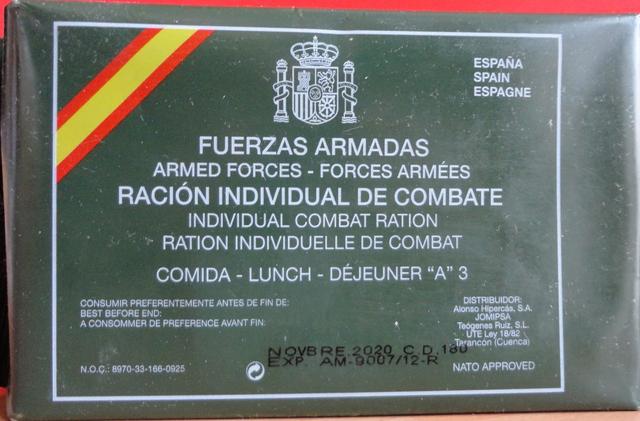 ESPAÑA
SPAIN
ESPAGNE
FUERZAS ARMADAS
ARMED FORCES - FORCES ARMÉES
RACIÓN INDIVIDUAL DE COMBATE
INDIVIDUAL COMBAT RATION
RATION INDIVIDUELLE DE COMBAT
COMIDA - LUNCH - DÉJEUNER “A” 3
CONSUMIR PREFERENTEMENTE ANTES DE FIN DE:
BEST BEFORE END:
A CONSOMMER DE PREFERENCE AVANT FIN:
DISTRIBUIDOR:
Alonso Hipercás, S.A.
JOMIPSA
Teógenes Ruiz, S.L.
UTE Ley 18/82
Tarancón (Cuenca)
NOVBRE 2020 C.D. 180
EXP. AM-9007/12-R
N.O.C.: 8970-33-166-0925
NATO APPROVED